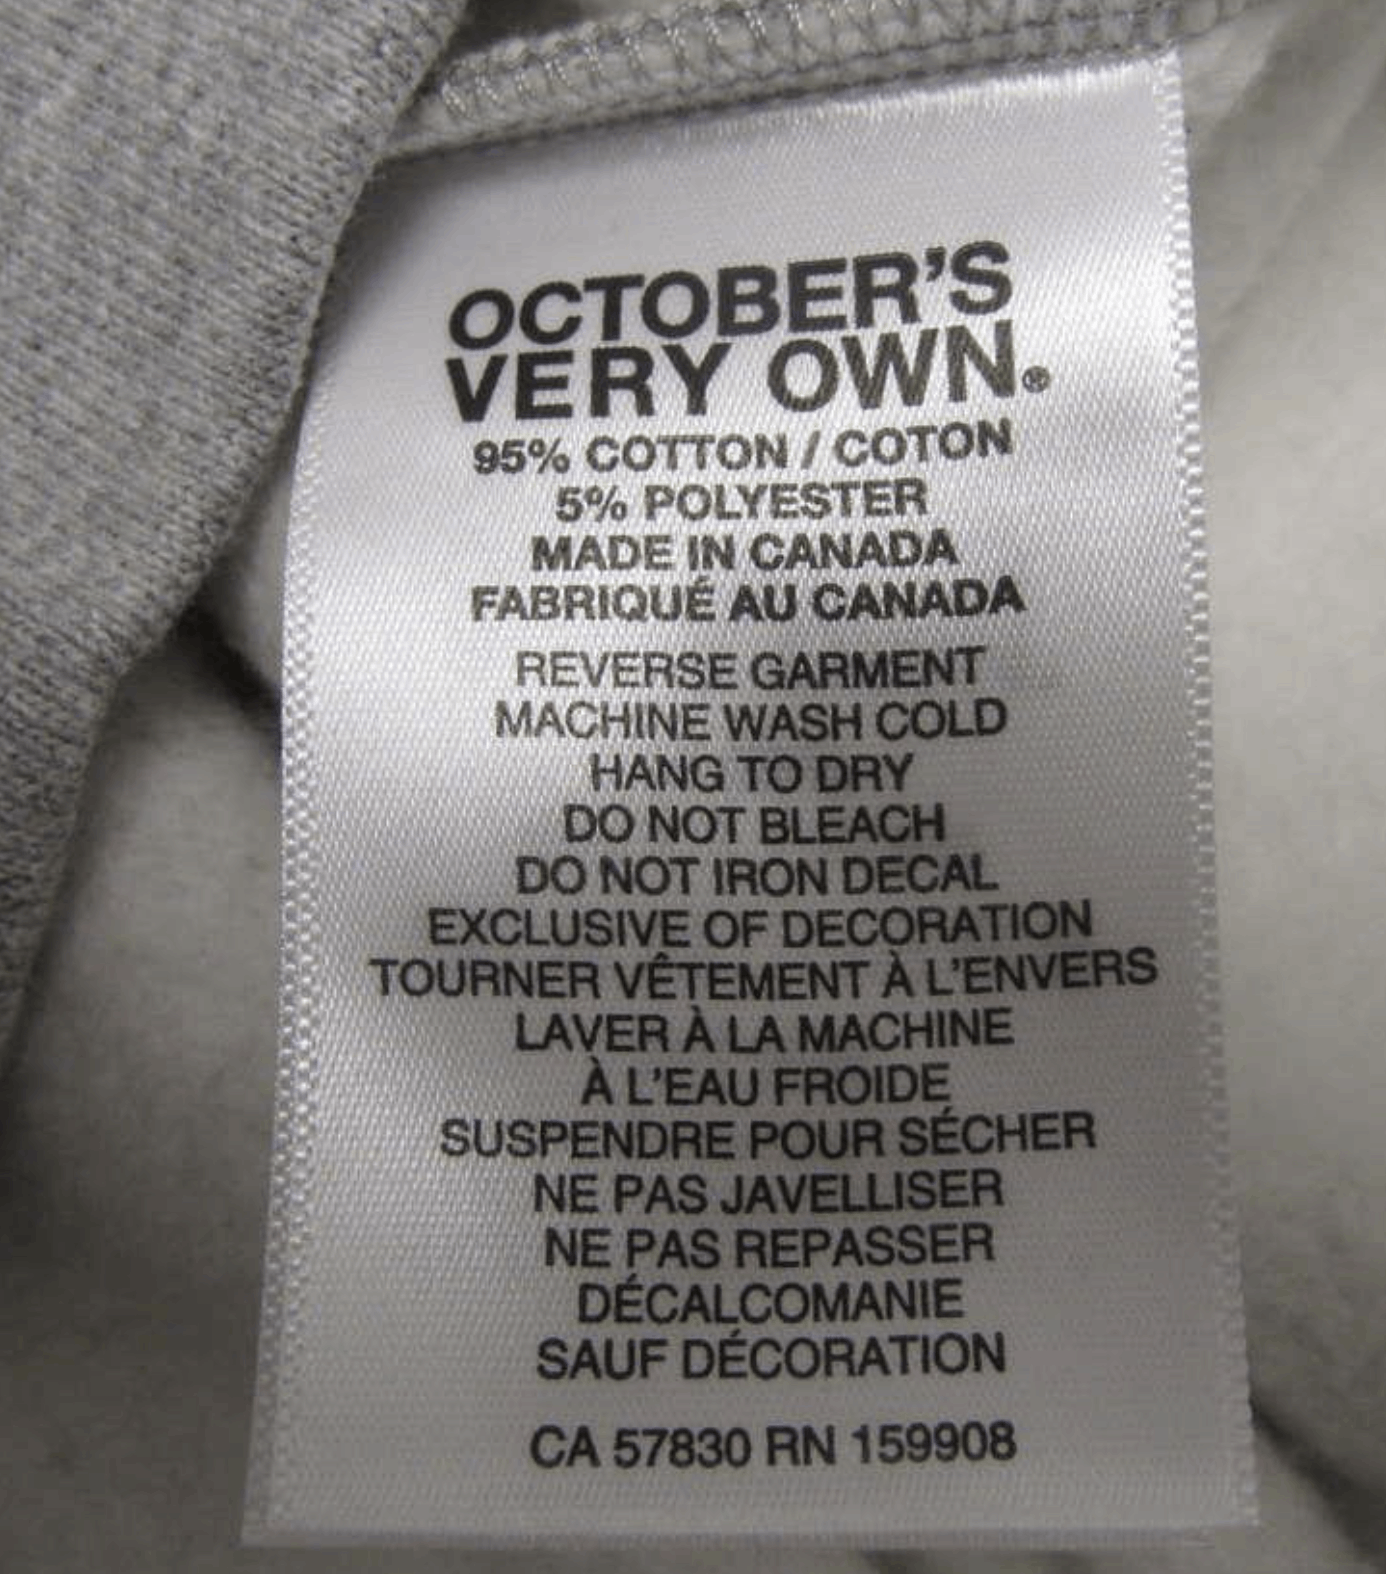 OCTOBER'S
VERY OWN.®
95% COTTON / COTON
5% POLYESTER
MADE IN CANADA
FABRIQUÉ AU CANADA
REVERSE GARMENT
MACHINE WASH COLD
HANG TO DRY
DO NOT BLEACH
DO NOT IRON DECAL
EXCLUSIVE OF DECORATION
TOURNER VÊTEMENT À L'ENVERS
LAVER À LA MACHINE
À L'EAU FROIDE
SUSPENDRE POUR SÉCHER
NE PAS JAVELLISER
NE PAS REPASSER
DÉCALCOMANIE
SAUF DÉCORATION
CA 57830 RN 159908